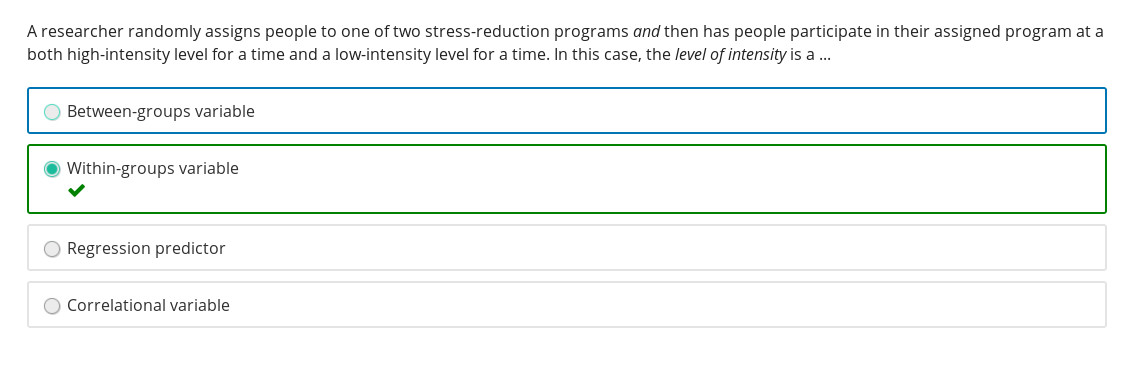 A researcher randomly assigns people to one of two stress-reduction programs and then has people participate in their assigned program at a
both high-intensity level for a time and a low-intensity level for a time. In this case, the level of intensity is a ...
Between-groups variable
Within-groups variable
Regression predictor
Correlational variable